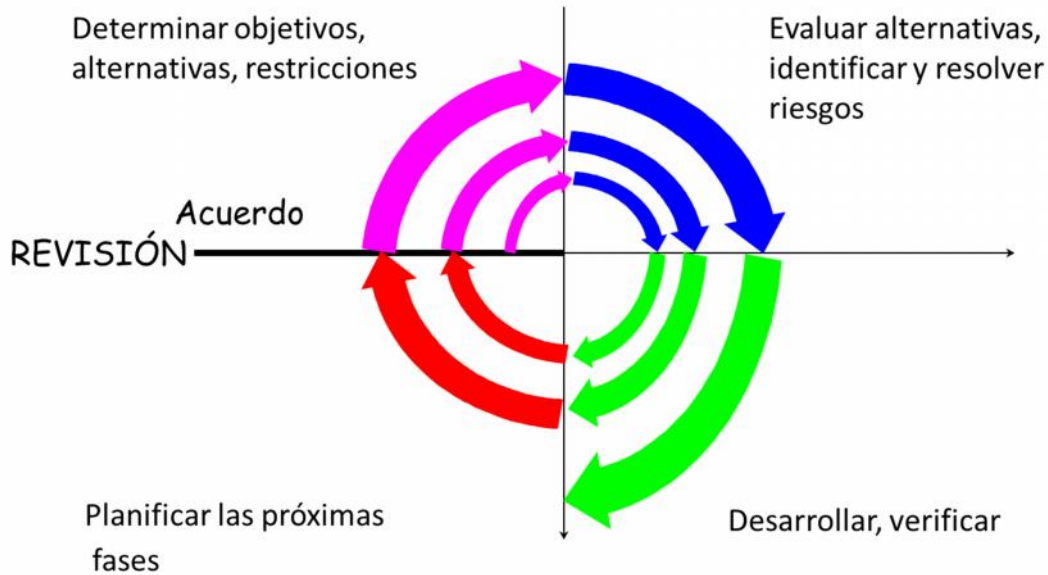 Determinar objetivos,
alternativas, restricciones
Evaluar alternativas,
identificar y resolver
riesgos
Acuerdo
REVISIÓN
Planificar las próximas
fases
Desarrollar, verificar